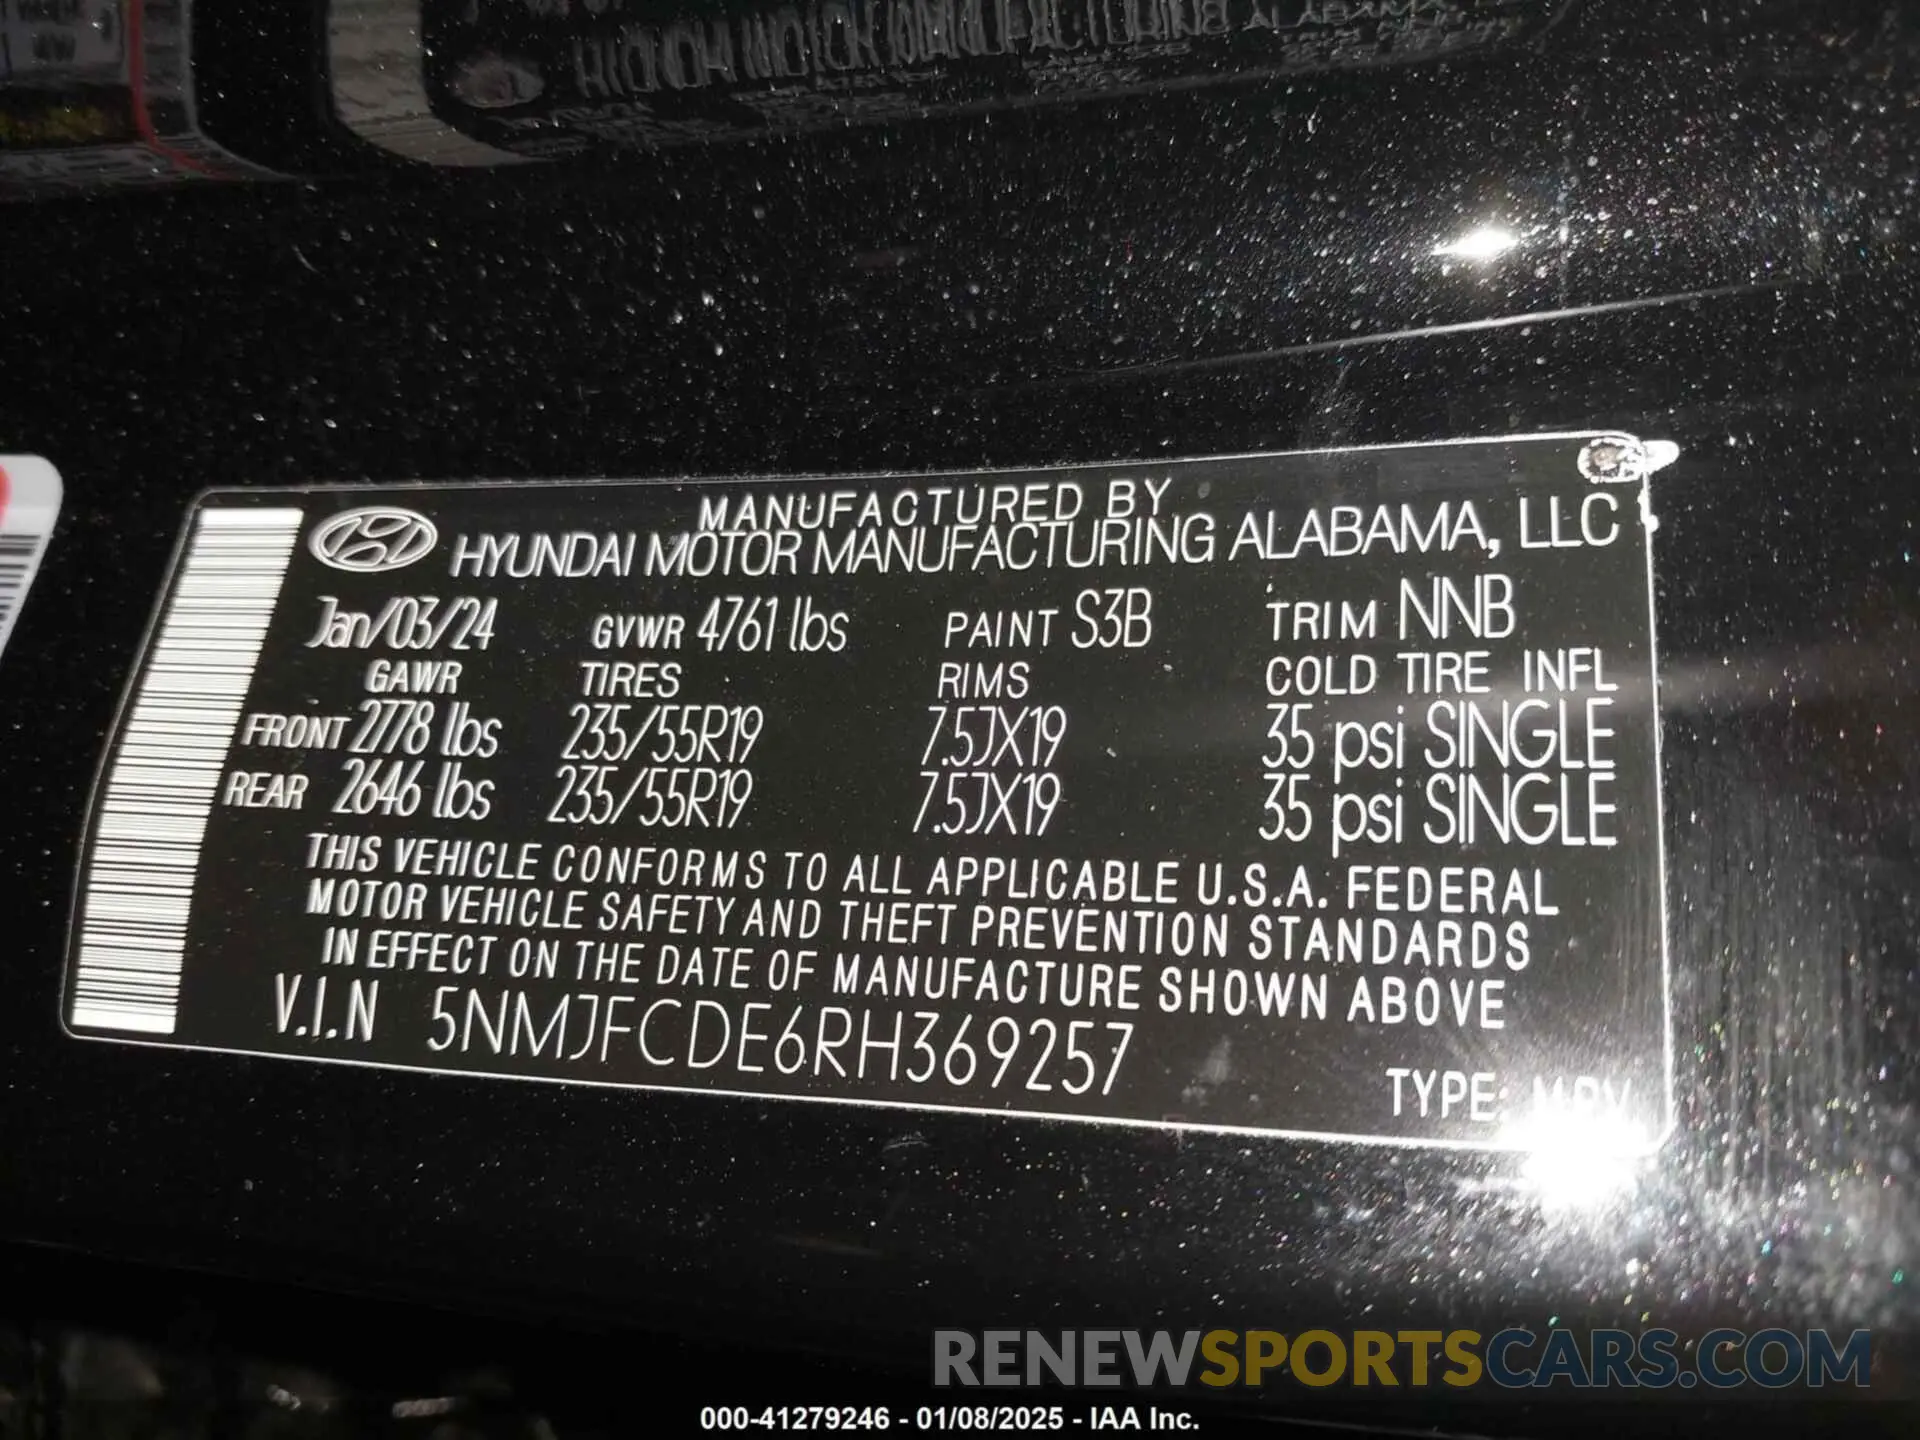 MANUFACTURED BY
HYUNDAI MOTOR MANUFACTURING ALABAMA, LLC
Jan/03/24 GVWR 4761 lbs PAINT S3B TRIM NNB
GAWR TIRES RIMS COLD TIRE INFL
FRONT 2778 lbs 235/55R19 7.5JX19 35 psi SINGLE
REAR 2646 lbs 235/55R19 7.5JX19 35 psi SINGLE
THIS VEHICLE CONFORMS TO ALL APPLICABLE U.S.A. FEDERAL
MOTOR VEHICLE SAFETY AND THEFT PREVENTION STANDARDS
IN EFFECT ON THE DATE OF MANUFACTURE SHOWN ABOVE
V.I.N 5NMJFCDE6RH369257
TYPE: MPV
RENEWSPORTSCARS.COM
000-41279246 - 01/08/2025 - IAA Inc.